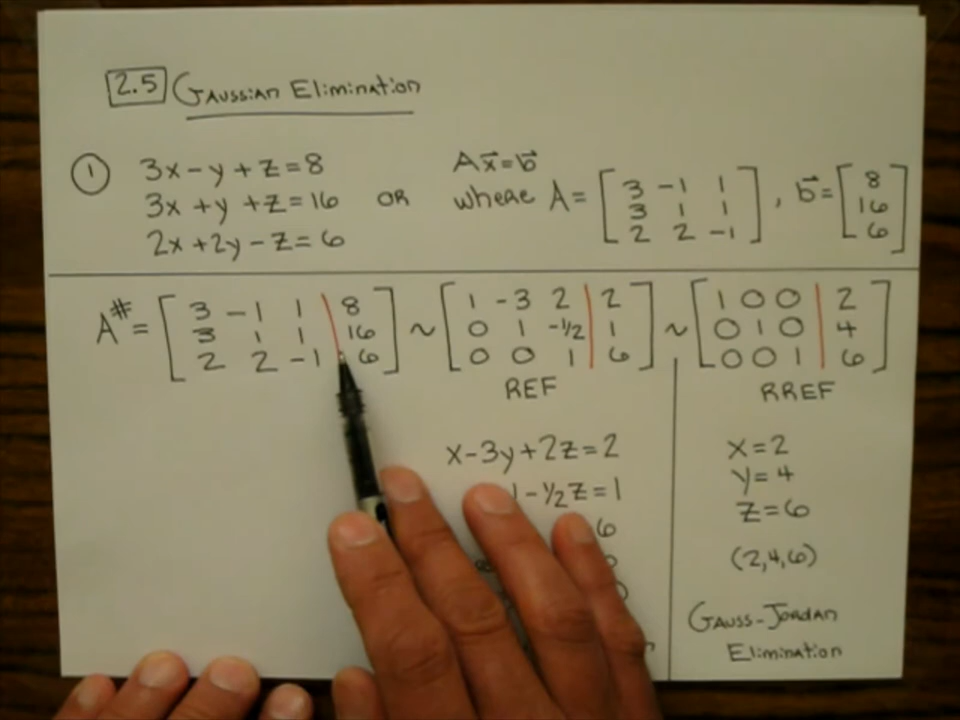 2.5 Gaussian Elimination
① 3x-y+z=8
3x+y+z=16 or
2x+2y-z=6
Ax⃗=b⃗
where A= [ 3 -1 1 ] , b⃗= [ 8 ]
[ 3 1 1 ] [ 16 ]
[ 2 2 -1 ] [ 6 ]
A#= [ 3 -1 1 | 8 ] ~ [ 1 -3 2 | 2 ] ~ [ 1 0 0 | 2 ]
[ 3 1 1 | 16 ] [ 0 1 -1/2 | 1 ] [ 0 1 0 | 4 ]
[ 2 2 -1 | 6 ] [ 0 0 1 | 6 ] [ 0 0 1 | 6 ]
REF
x-3y+2z=2
-1/2z=1
6
RREF
x=2
y=4
z=6
(2,4,6)
Gauss-Jordan
Elimination